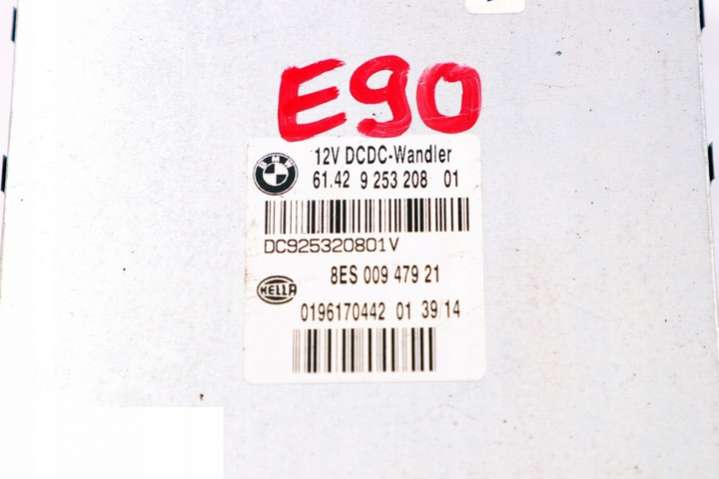 E90
BMW
12V DCDC-Wandler
61.42 9 253 208 01
DC925320801V
8ES 009 479 21
HELLA
0196170442 01 39 14